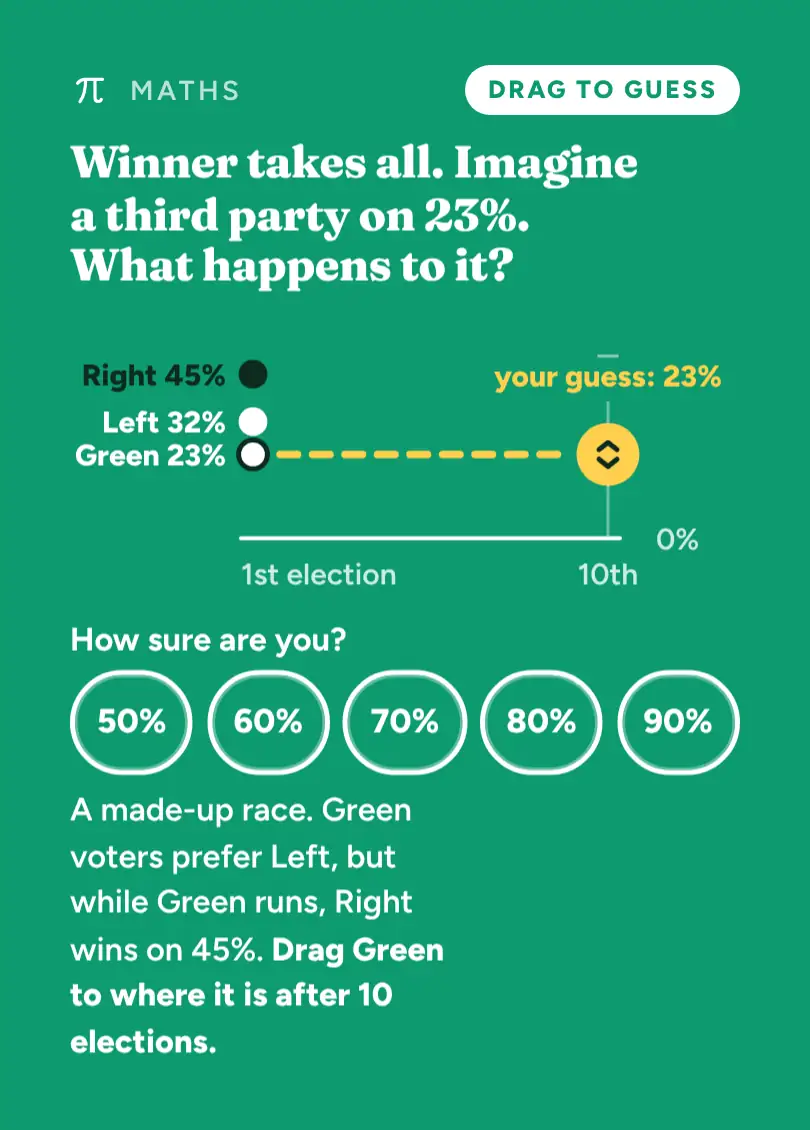 π MATHS
DRAG TO GUESS
Winner takes all. Imagine
a third party on 23%.
What happens to it?
Right 45%
your guess: 23%
Left 32%
Green 23%
0%
1st election
10th
How sure are you?
50%
60%
70%
80%
90%
A made-up race. Green
voters prefer Left, but
while Green runs, Right
wins on 45%. Drag Green
to where it is after 10
elections.